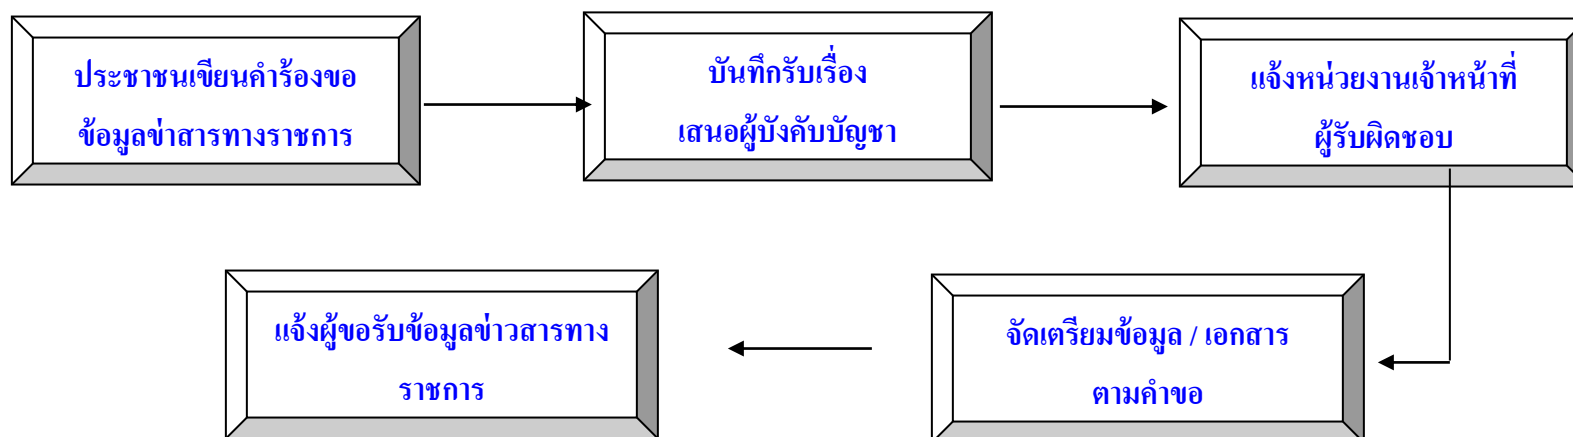 ประชาชนเขียนคำร้องขอ
ข้อมูลข่าสารทางราชการ
บันทึกรับเรื่อง
เสนอผู้บังคับบัญชา
แจ้งหน่วยงานเจ้าหน้าที่
ผู้รับผิดชอบ
จัดเตรียมข้อมูล / เอกสาร
ตามคำขอ
แจ้งผู้ขอรับข้อมูลข่าวสารทาง
ราชการ